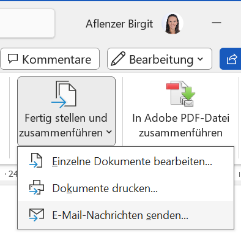 Aflenzer Birgit
Kommentare
Bearbeitung
Fertig stellen und
zusammenführen
In Adobe PDF-Datei
zusammenführen
Einzelne Dokumente bearbeiten...
Dokumente drucken...
E-Mail-Nachrichten senden...
24